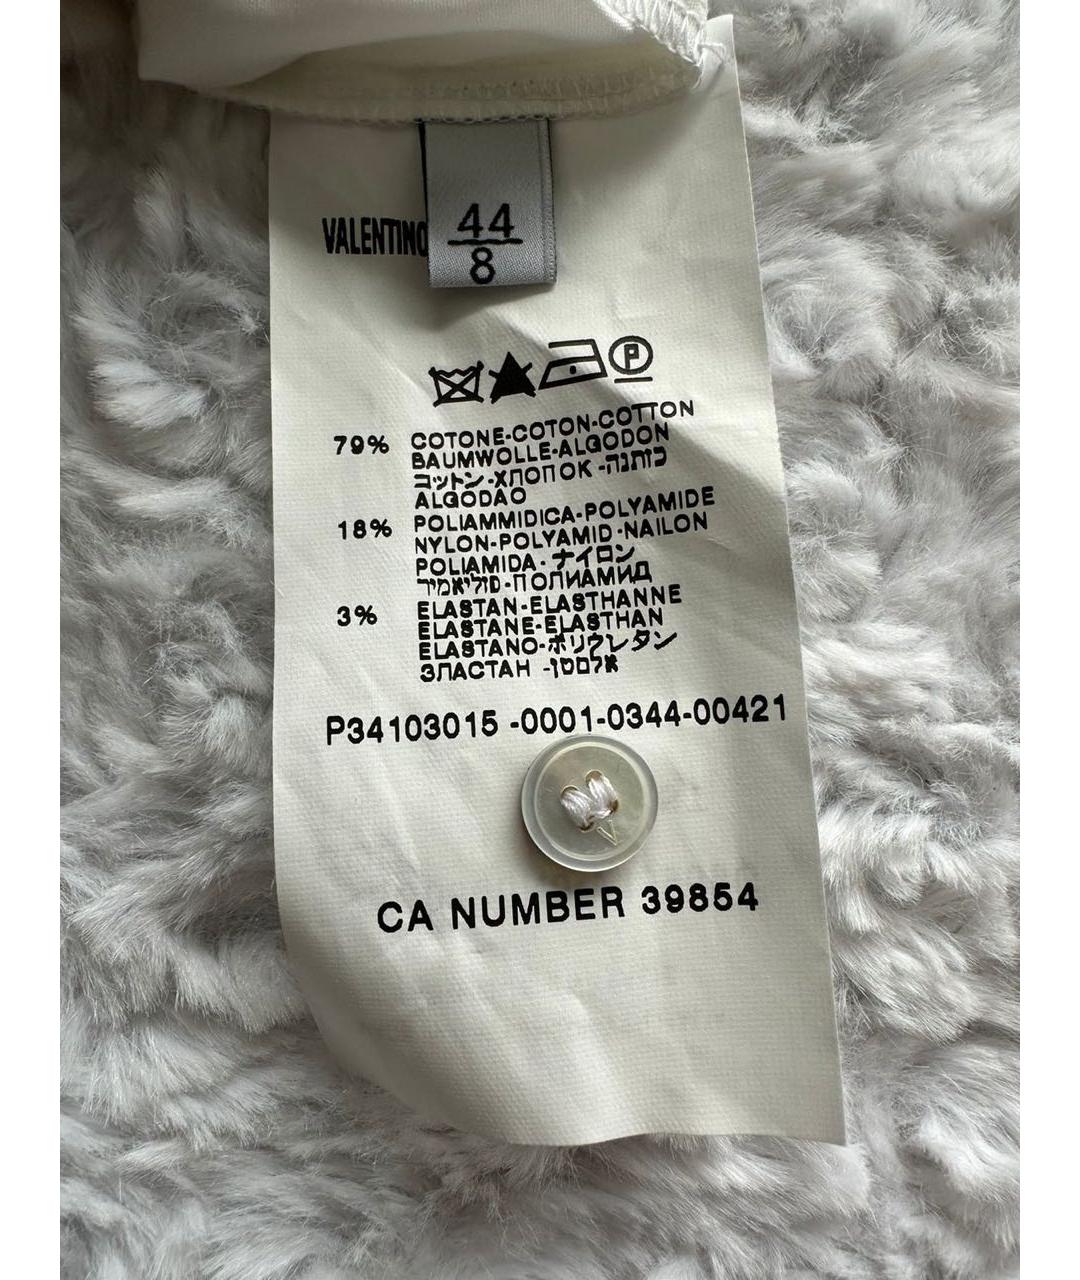 VALENTINO
44
8
P
79% COTONE-COTON-COTTON
BAUMWOLLE-ALGODON
コットン-ХЛОПОК -כותנה
ALGODAO
18% POLIAMMIDICA-POLYAMIDE
NYLON-POLYAMID-NAILON
POLIAMIDA-ナイロン
פוליאמיד-ПОЛИАМИД
3% ELASTAN-ELASTHANNE
ELASTANE-ELASTHAN
ELASTANO-ポリウレタン
ЭЛАСТАН -אלסטן
P34103015 -0001-0344-00421
V
CA NUMBER 39854